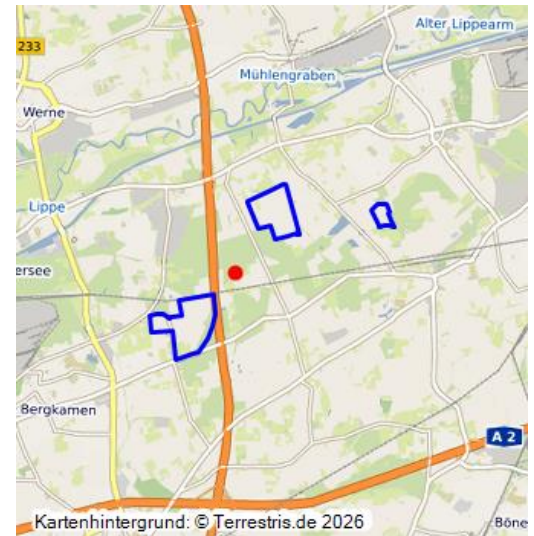 Alter Lippearm
233
Mühlengraben
Werne
Lippe
ersee
Bergkamen
A 2
Böne
Kartenhintergrund: © Terrestris.de 2026